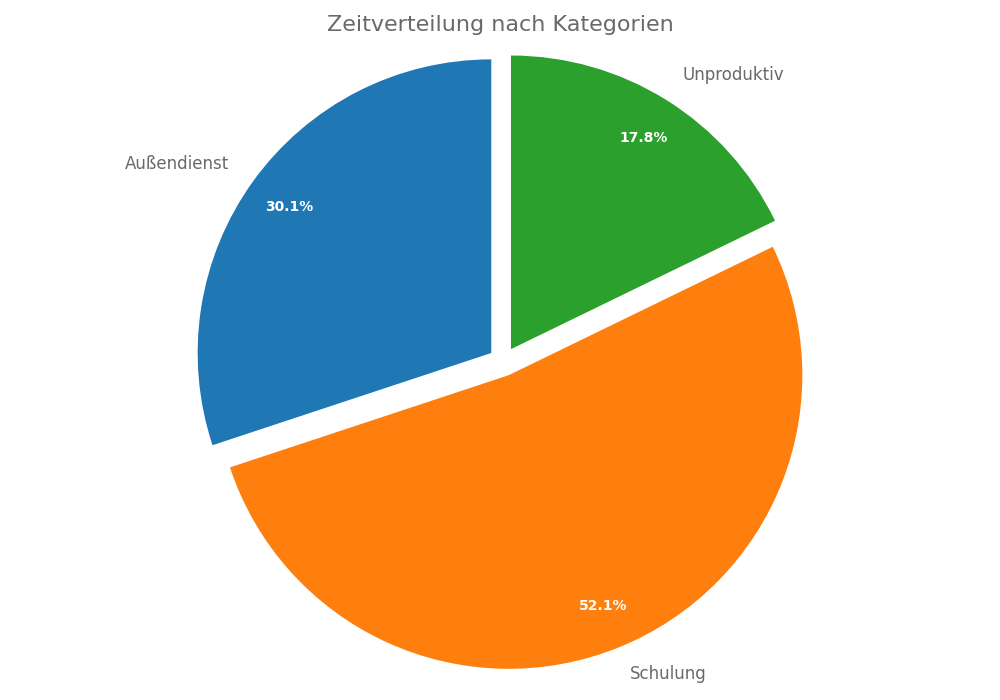 Zeitverteilung nach Kategorien
Unproduktiv
17.8%
Außendienst
30.1%
52.1%
Schulung